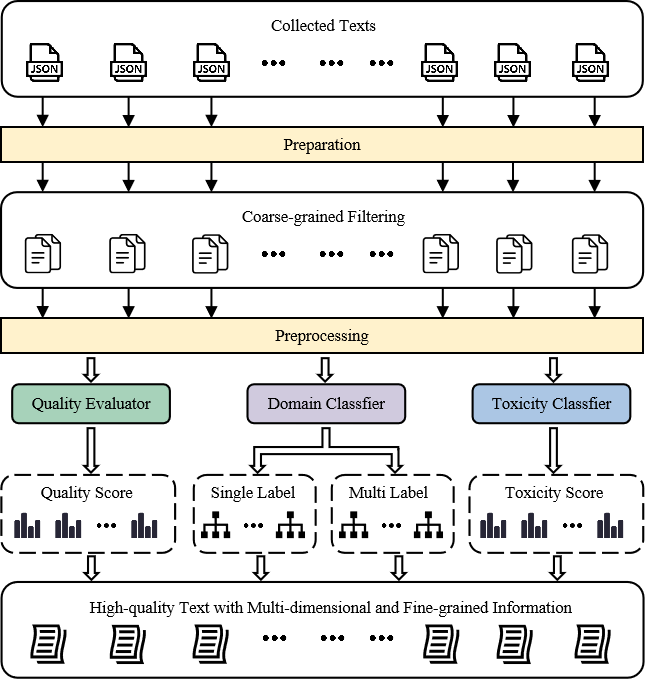 Collected Texts
JSON JSON JSON JSON JSON JSON
Preparation
Coarse-grained Filtering
Preprocessing
Quality Evaluator
Domain Classfier
Toxicity Classfier
Quality Score
Single Label
Multi Label
Toxicity Score
High-quality Text with Multi-dimensional and Fine-grained Information